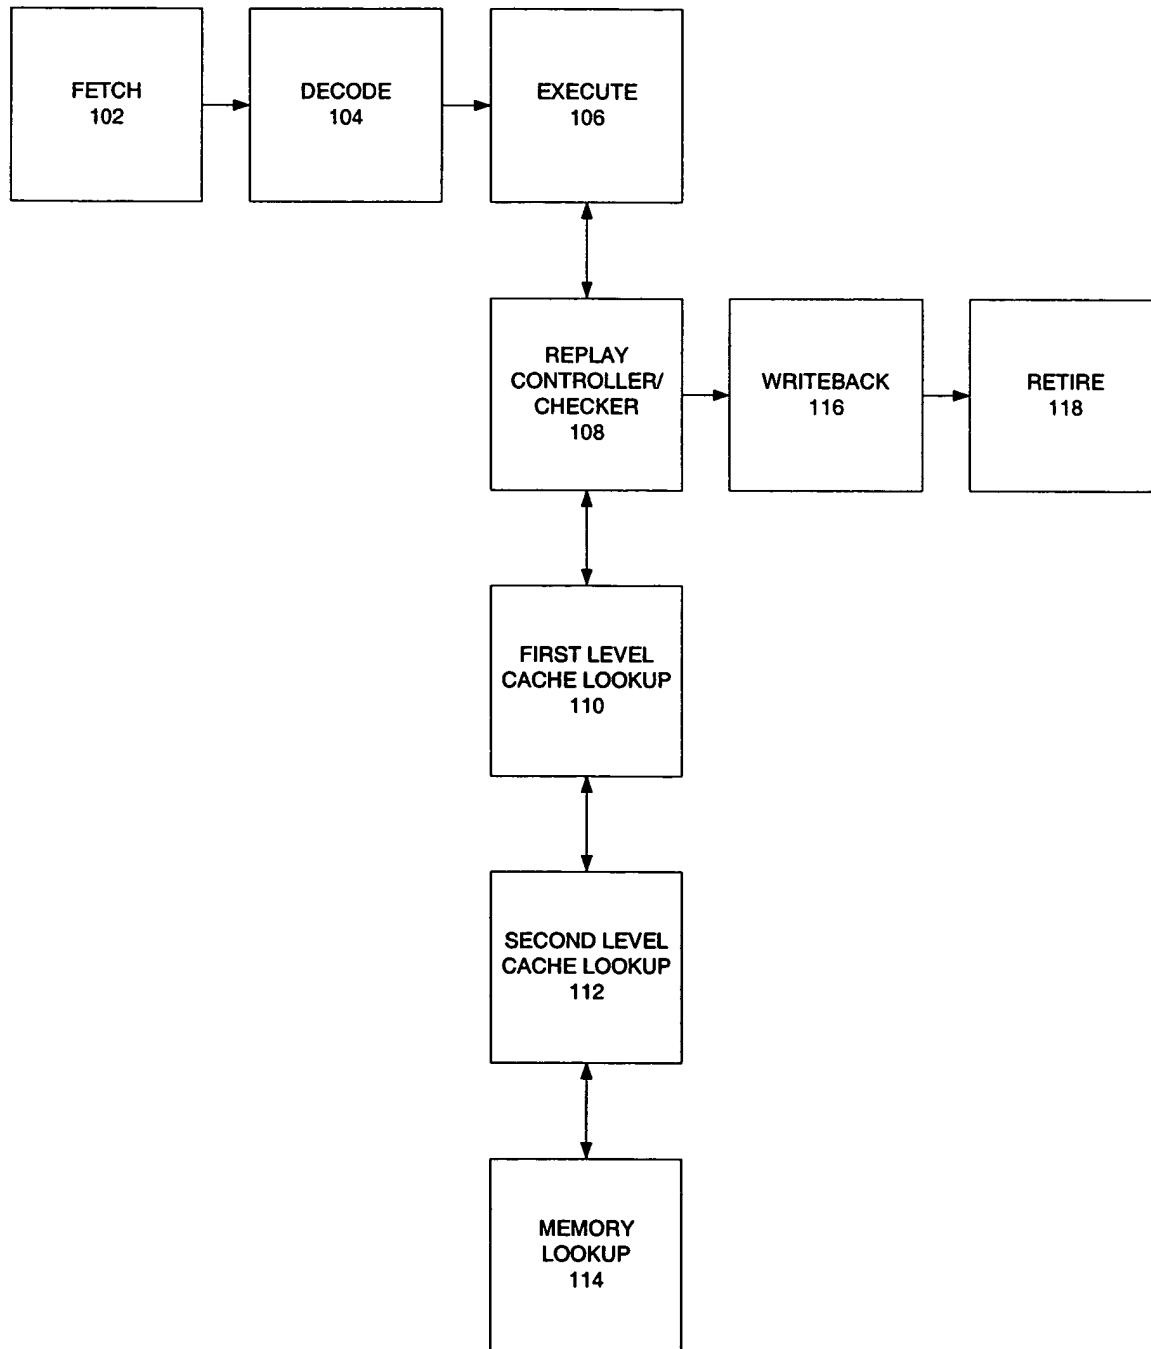 FETCH
102
DECODE
104
EXECUTE
106
REPLAY
CONTROLLER/
CHECKER
108
WRITEBACK
116
RETIRE
118
FIRST LEVEL
CACHE LOOKUP
110
SECOND LEVEL
CACHE LOOKUP
112
MEMORY
LOOKUP
114